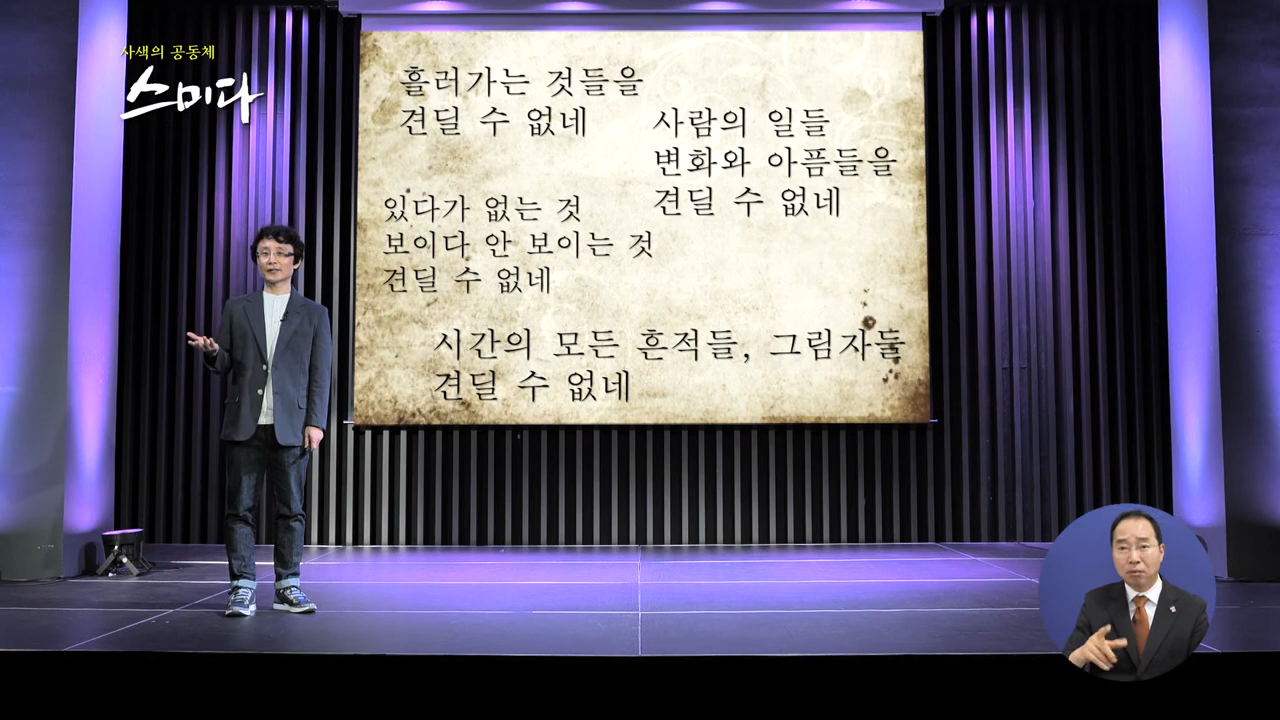 사색의 공동체
스미다
흘러가는 것들을
견딜 수 없네
사람의 일들
변화와 아픔들을
견딜 수 없네
있다가 없는 것
보이다 안 보이는 것
견딜 수 없네
시간의 모든 흔적들, 그림자들
견딜 수 없네